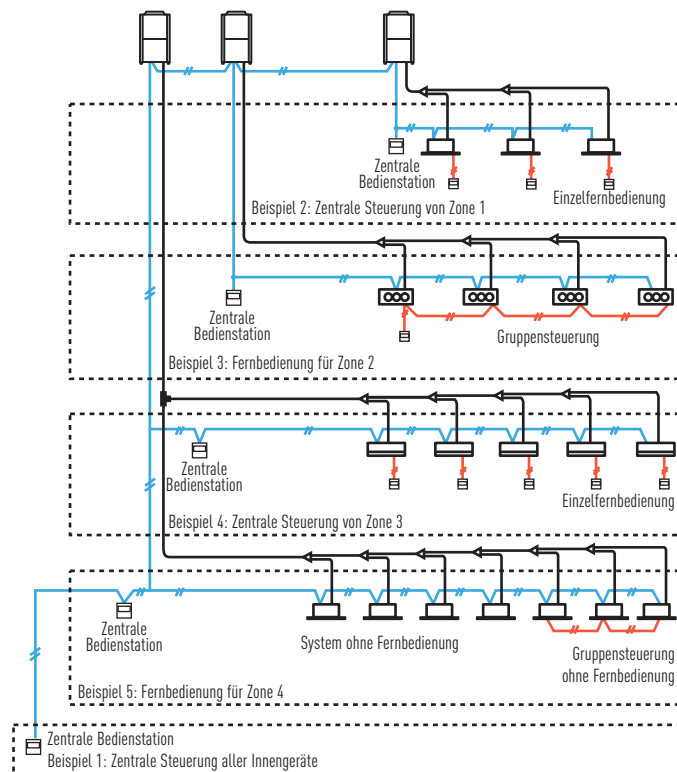 Zentrale
Bedienstation
Einzelfernbedienung
Beispiel 2: Zentrale Steuerung von Zone 1
Zentrale
Bedienstation
Gruppensteuerung
Beispiel 3: Fernbedienung für Zone 2
Zentrale
Bedienstation
Einzelfernbedienung
Beispiel 4: Zentrale Steuerung von Zone 3
Zentrale
Bedienstation
System ohne Fernbedienung
Gruppensteuerung
ohne Fernbedienung
Beispiel 5: Fernbedienung für Zone 4
Zentrale Bedienstation
Beispiel 1: Zentrale Steuerung aller Innengeräte